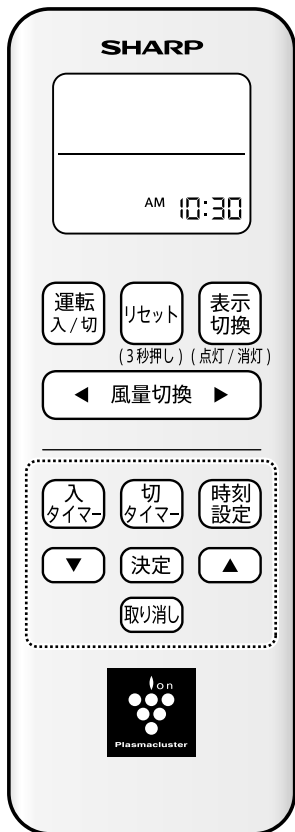 SHARP
AM 10:30
運転
入/切
リセット
表示
切換
(3秒押し) (点灯/消灯)
◀ 風量切換 ▶
入
タイマー
切
タイマー
時刻
設定
▼ 決定 ▲
取り消し
ion
Plasmacluster